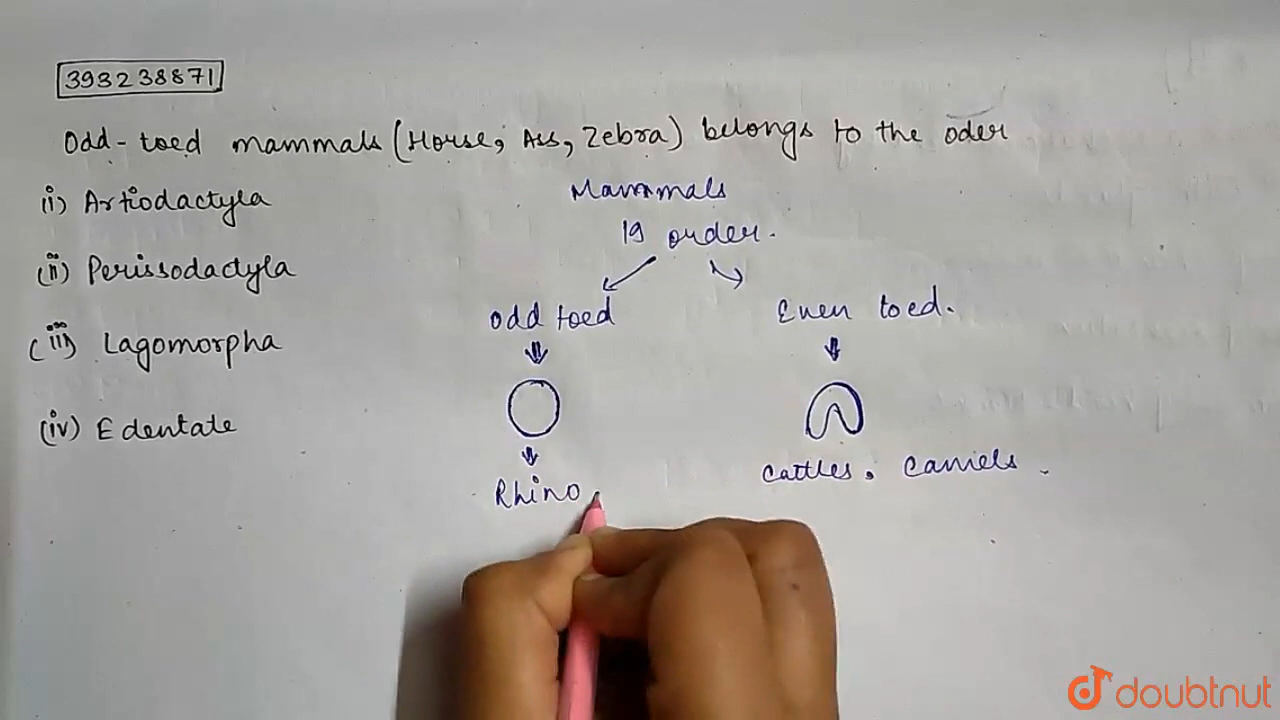 393238871
Odd-toed mammals (Horse, Ass, Zebra) belongs to the oder
(i) Artiodactyla
(ii) Perissodactyla
(iii) Lagomorpha
(iv) Edentate
Mammals
19 order.
Odd toed
Even toed.
Rhino,
Cattles, Camels.
doubtnut